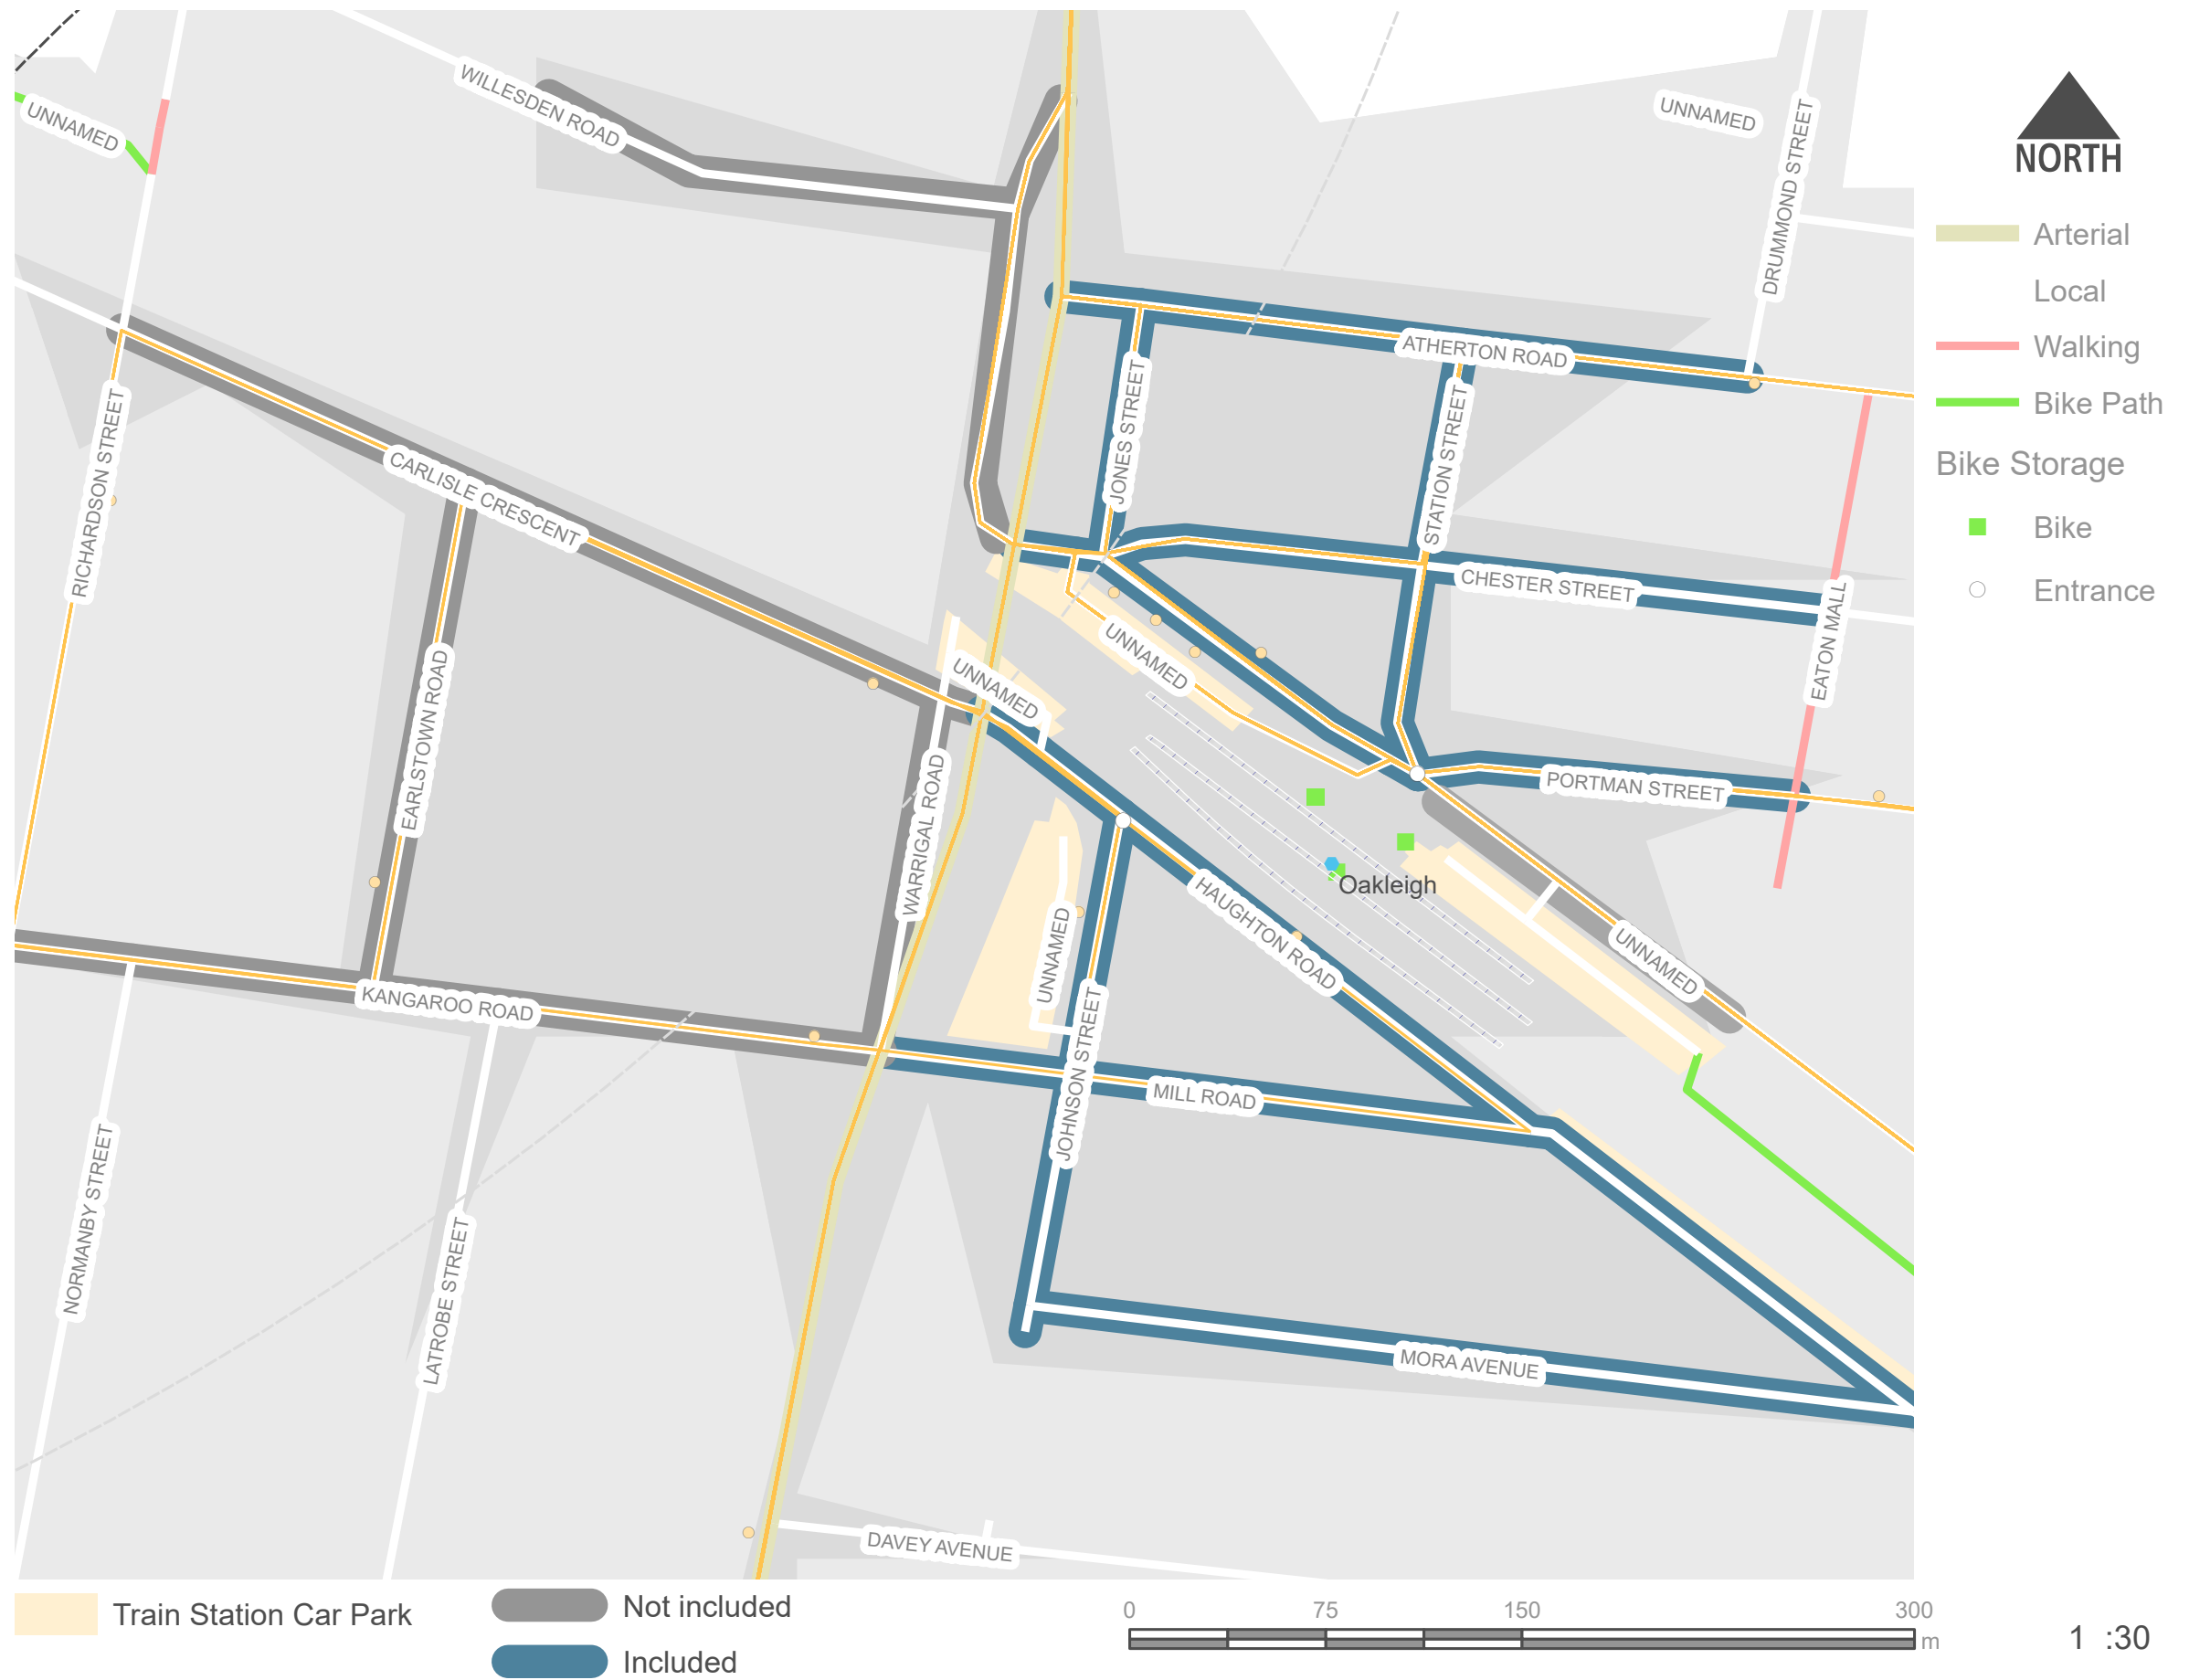 WILLESDEN ROAD
UNNAMED
UNNAMED
DRUMMOND STREET
NORTH
Arterial
Local
Walking
Bike Path
Bike Storage
Bike
Entrance
ATHERTON ROAD
JONES STREET
STATION STREET
RICHARDSON STREET
CARLISLE CRESCENT
CHESTER STREET
EATON MALL
UNNAMED
UNNAMED
EARLSTOWN ROAD
WARRIGAL ROAD
PORTMAN STREET
Oakleigh
HAUGHTON ROAD
UNNAMED
UNNAMED
KANGAROO ROAD
JOHNSON STREET
MILL ROAD
NORMANBY STREET
LATROBE STREET
MORA AVENUE
DAVEY AVENUE
Train Station Car Park
Not included
Included
0 75 150 300
m
1 :30